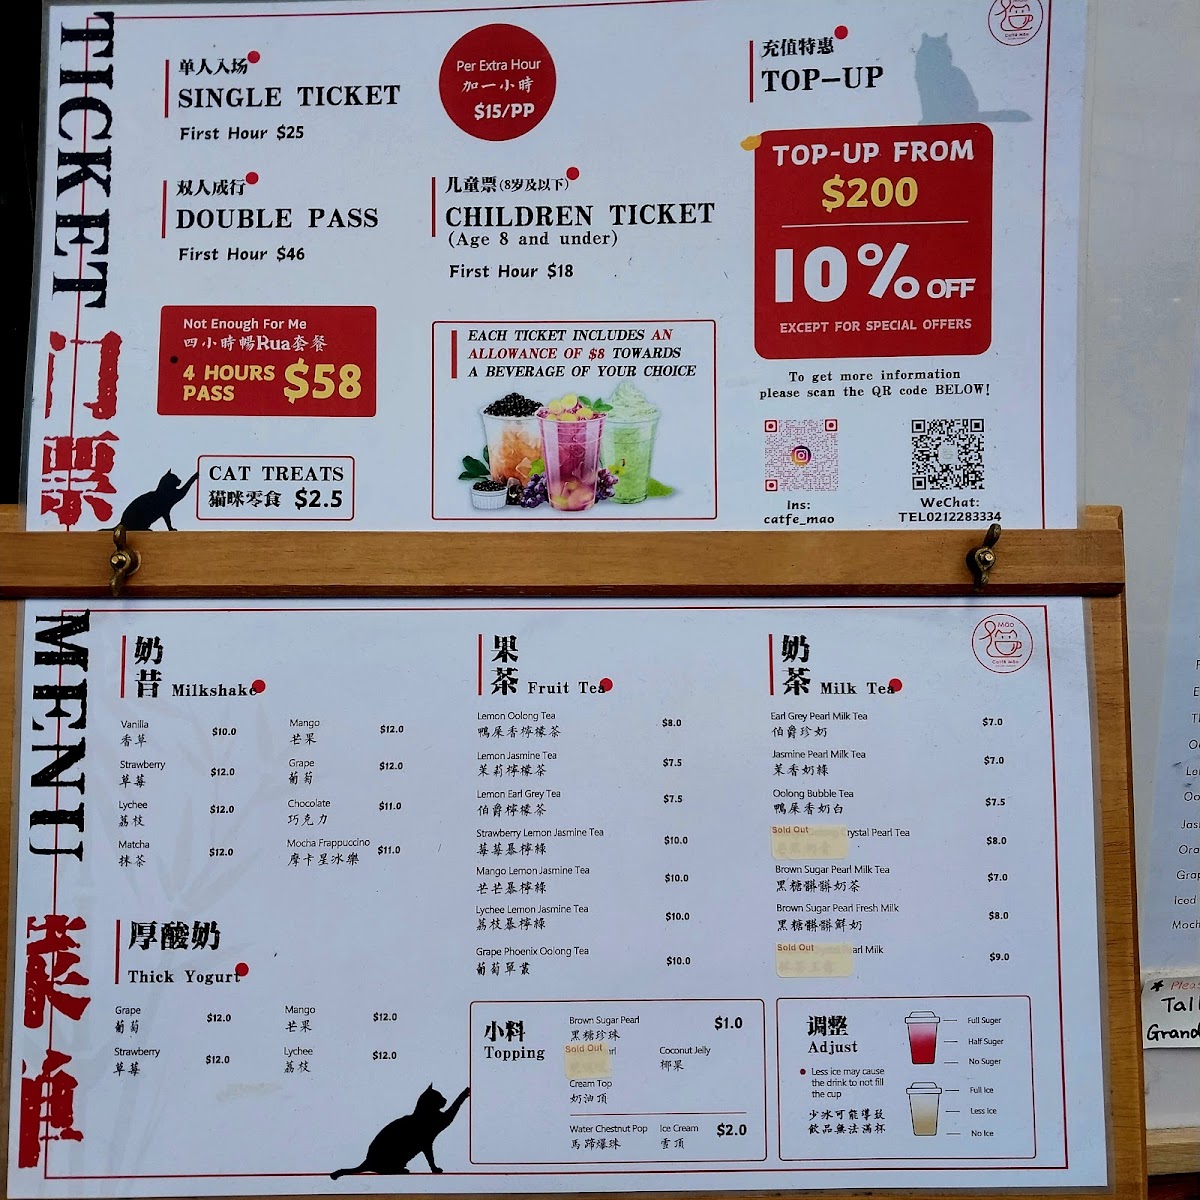 TICKET
门票
单人入场
SINGLE TICKET
First Hour $25
Per Extra Hour
加一小時
$15/PP
双人成行
DOUBLE PASS
First Hour $46
儿童票(8岁及以下)
CHILDREN TICKET
(Age 8 and under)
First Hour $18
Not Enough For Me
四小時暢Rua套餐
4 HOURS
PASS
$58
CAT TREATS
猫咪零食 $2.5
EACH TICKET INCLUDES AN
ALLOWANCE OF $8 TOWARDS
A BEVERAGE OF YOUR CHOICE
充值特惠
TOP-UP
TOP-UP FROM
$200
10% OFF
EXCEPT FOR SPECIAL OFFERS
To get more information
please scan the QR code BELOW!
Ins:
catfe_mao
WeChat:
TEL0212283334
Caffé Mão
MENU
菜单
奶昔 Milkshake
Vanilla $10.0
香草
Strawberry $12.0
草莓
Lychee $12.0
荔枝
Matcha $12.0
抹茶
Mango $12.0
芒果
Grape $12.0
葡萄
Chocolate $11.0
巧克力
Mocha Frappuccino $11.0
摩卡星冰樂
厚酸奶
Thick Yogurt
Grape $12.0
葡萄
Strawberry $12.0
草莓
Mango $12.0
芒果
Lychee $12.0
荔枝
果茶 Fruit Tea
Lemon Oolong Tea $8.0
鴨屎香檸檬茶
Lemon Jasmine Tea $7.5
茉莉檸檬茶
Lemon Earl Grey Tea $7.5
伯爵檸檬茶
Strawberry Lemon Jasmine Tea $10.0
莓莓暴檸檬
Mango Lemon Jasmine Tea $10.0
芒芒暴檸檬
Lychee Lemon Jasmine Tea $10.0
荔枝暴檸檬
Grape Phoenix Oolong Tea $10.0
葡萄單叢
奶茶 Milk Tea
Mão
Caffé Mão
Earl Grey Pearl Milk Tea $7.0
伯爵珍奶
Jasmine Pearl Milk Tea $7.0
茉香奶綠
Oolong Bubble Tea $7.5
鴨屎香奶白
Sold Out
Crystal Pearl Tea $8.0
Brown Sugar Pearl Milk Tea $7.0
黑糖髒髒奶茶
Brown Sugar Pearl Fresh Milk $8.0
黑糖髒髒鮮奶
Sold Out
Milk $9.0
小料
Topping
Brown Sugar Pearl $1.0
黑糖珍珠
Sold Out
Coconut Jelly
椰果
Cream Top
奶油頂
Water Chestnut Pop
馬蹄爆珠
Ice Cream $2.0
雪頂
调整
Adjust
Less ice may cause
the drink to not fill
the cup
少冰可能導致
飲品無法滿杯
Full Suger
Half Suger
No Suger
Full Ice
Less Ice
No Ice